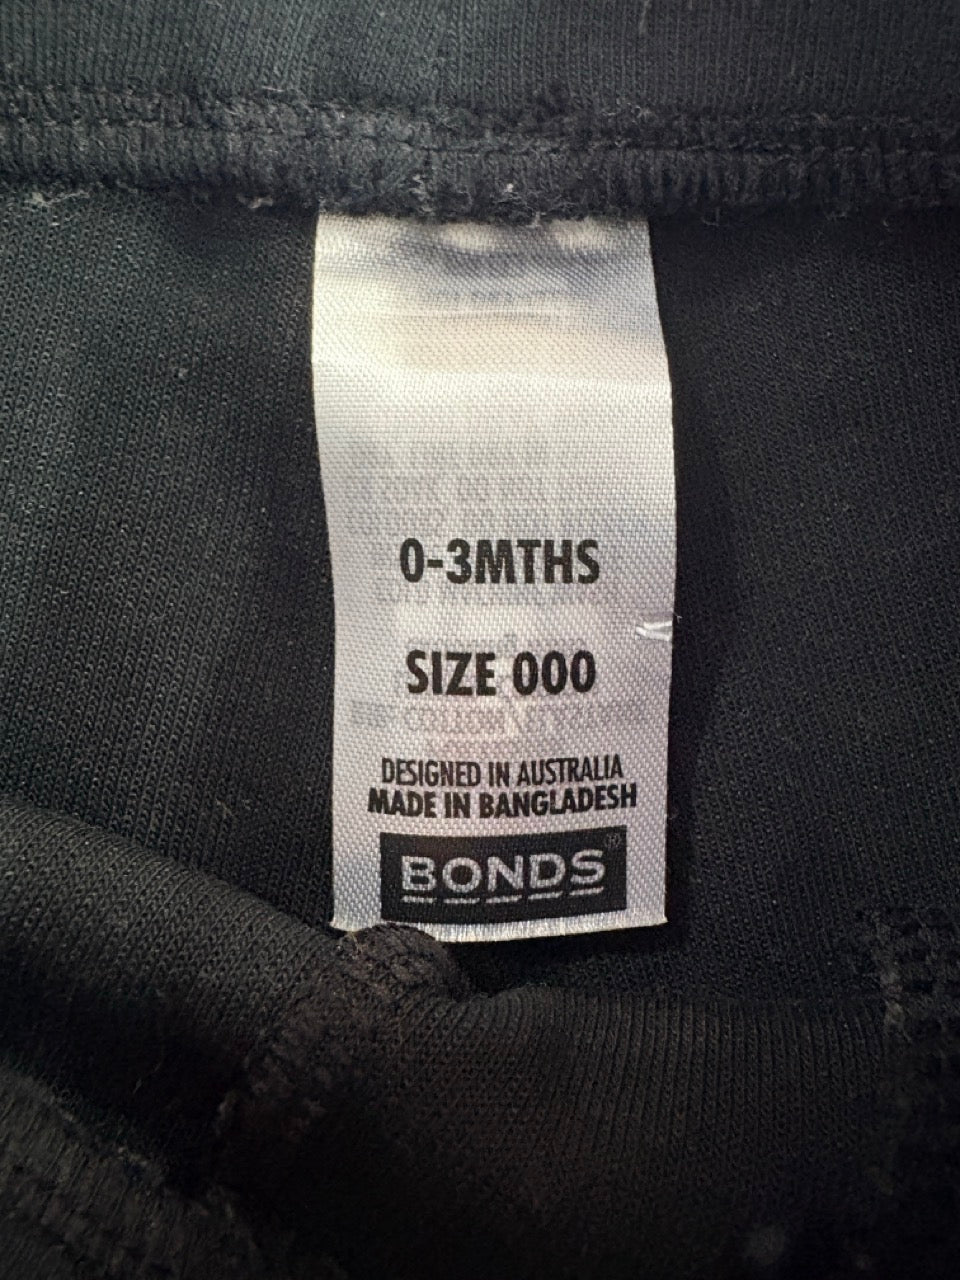 0-3MTHS
SIZE 000
DESIGNED IN AUSTRALIA
MADE IN BANGLADESH
BONDS®